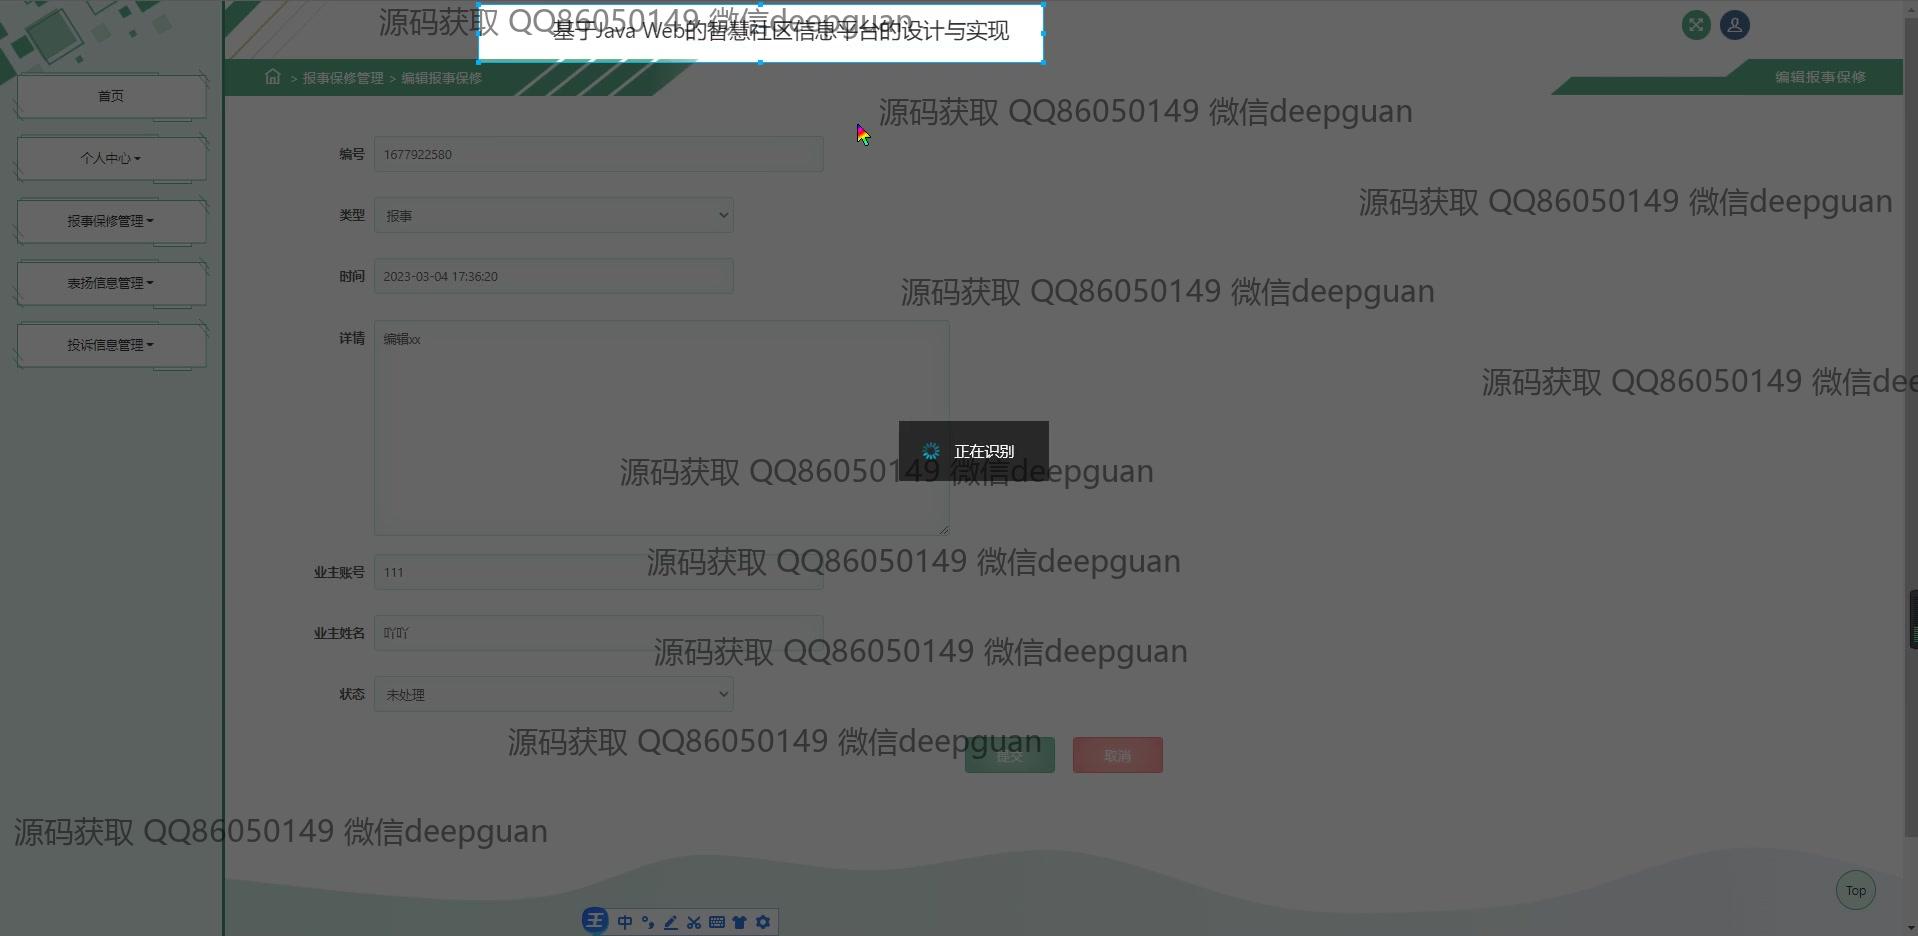 源码获取 QQ86050149 微信deepguan
基于Java Web的智慧社区信息平台的设计与实现
> 报事保修管理 > 编辑报事保修
编辑报事保修
首页
个人中心
报事保修管理
表扬信息管理
投诉信息管理
源码获取 QQ86050149 微信deepguan
编号 1677922580
源码获取 QQ86050149 微信deepguan
类型 报事
时间 2023-03-04 17:36:20
源码获取 QQ86050149 微信deepguan
详情 编辑xx
源码获取 QQ86050149 微信dee
正在识别
源码获取 QQ86050149 微信deepguan
源码获取 QQ86050149 微信deepguan
业主账号 111
业主姓名 吖吖
源码获取 QQ86050149 微信deepguan
状态 未处理
源码获取 QQ86050149 微信deepguan
提交 取消
源码获取 QQ86050149 微信deepguan
Top
王 中